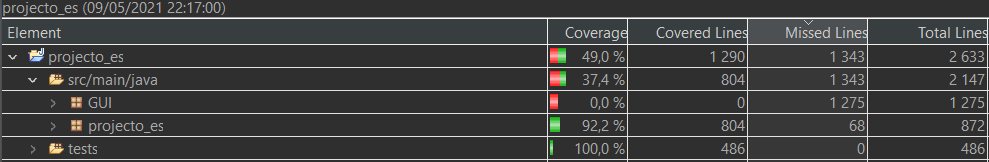 projecto_es (09/05/2021 22:17:00)
Element Coverage Covered Lines Missed Lines Total Lines
projecto_es 49,0 % 1 290 1 343 2 633
src/main/java 37,4 % 804 1 343 2 147
GUI 0,0 % 0 1 275 1 275
projecto_es 92,2 % 804 68 872
tests 100,0 % 486 0 486